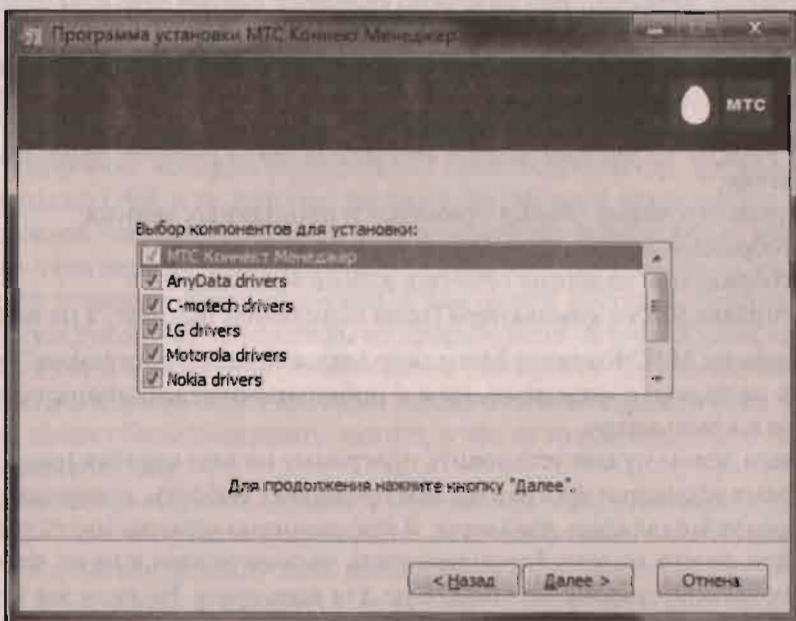 Программа установки МТС Коннект Менеджер
МТС
Выбор компонентов для установки:
МТС Коннект Менеджер
AnyData drivers
C-motech drivers
LG drivers
Motorola drivers
Nokia drivers
Для продолжения нажмите кнопку "Далее".
< Назад
Далее >
Отмена